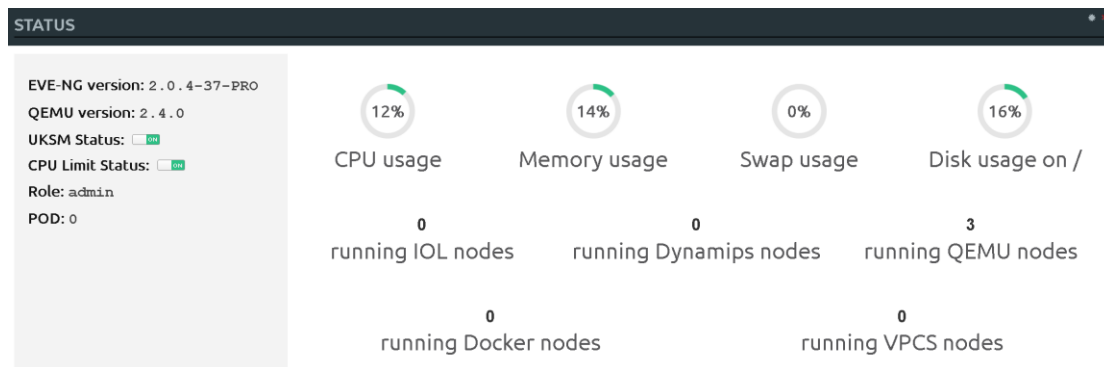 STATUS
EVE-NG version: 2.0.4-37-PRO
QEMU version: 2.4.0
UKSM Status: ON
CPU Limit Status: ON
Role: admin
POD: 0
12% 14% 0% 16%
CPU usage Memory usage Swap usage Disk usage on /
0 0 3
running IOL nodes running Dynamips nodes running QEMU nodes
0 0
running Docker nodes running VPCS nodes